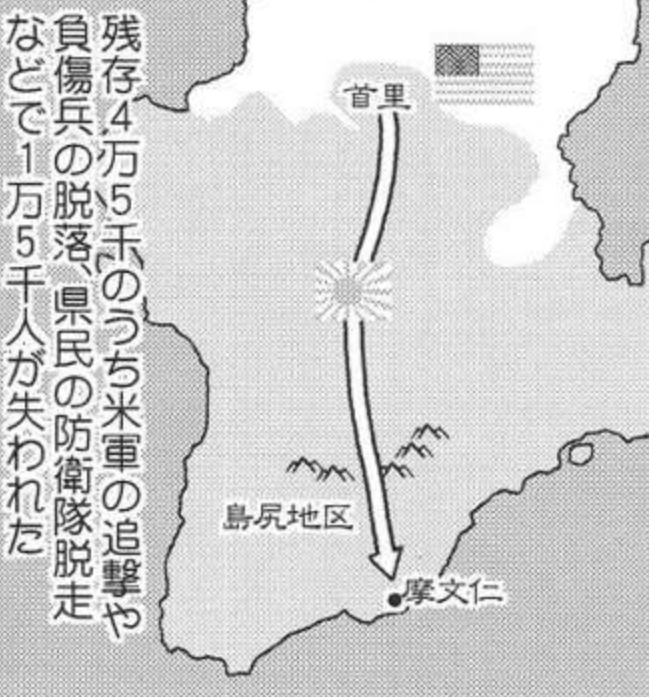 残存4万5千のうち米軍の追撃や
負傷兵の脱落、県民の防衛隊脱走
などで1万5千人が失われた
首里
島尻地区
摩文仁